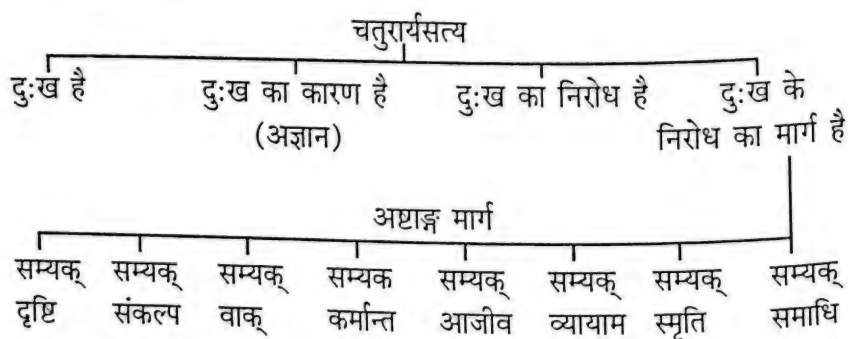 चतुरार्यसत्य
दुःख है दुःख का कारण है दुःख का निरोध है दुःख के
(अज्ञान) निरोध का मार्ग है
अष्टाङ्ग मार्ग
सम्यक् सम्यक् सम्यक् सम्यक सम्यक् सम्यक् सम्यक् सम्यक्
दृष्टि संकल्प वाक् कर्मान्त आजीव व्यायाम स्मृति समाधि